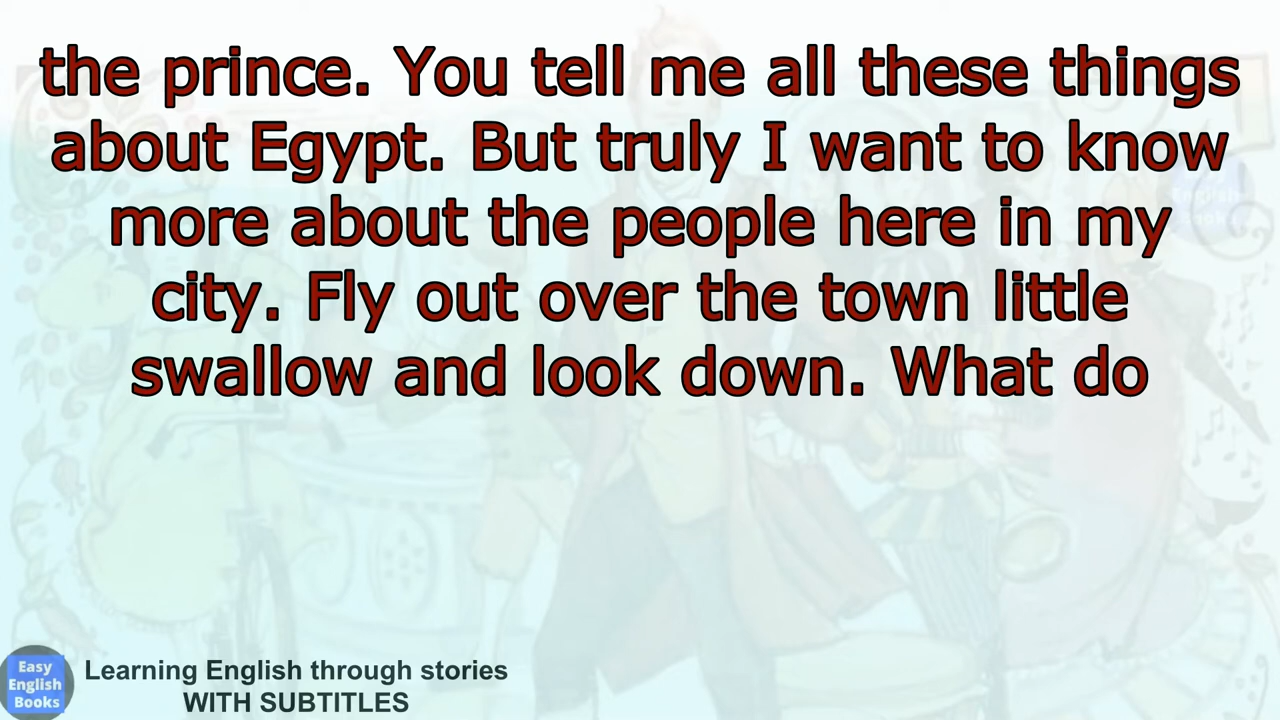 the prince. You tell me all these things
about Egypt. But truly I want to know
more about the people here in my
city. Fly out over the town little
swallow and look down. What do
Easy
English
Books
Learning English through stories
WITH SUBTITLES